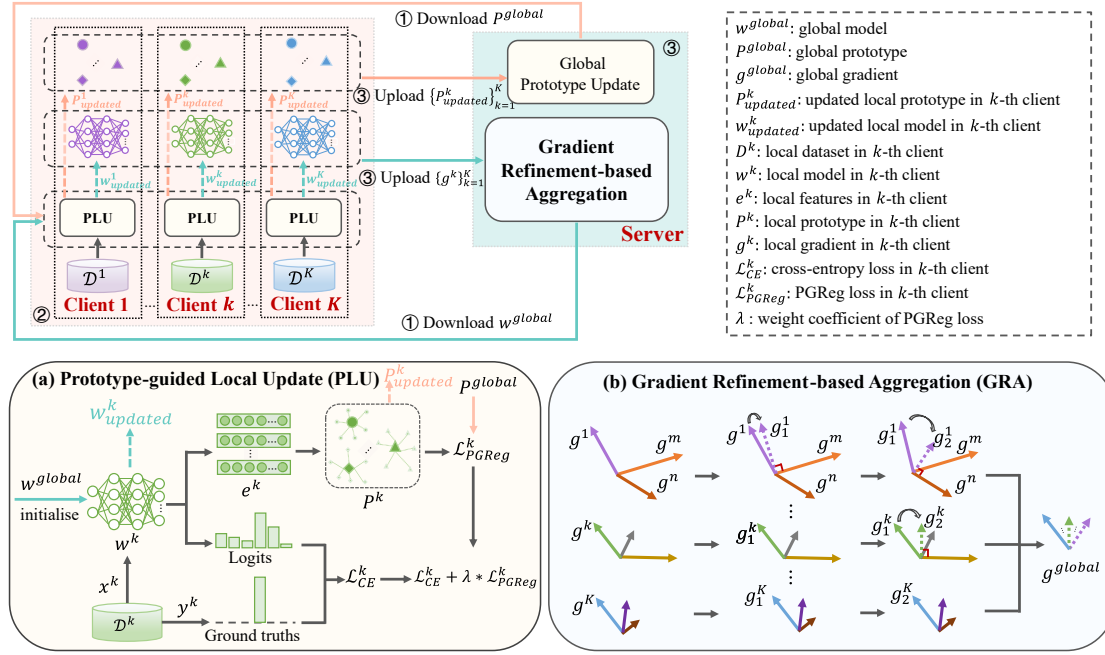 ① Download P^{global}
③
Global
Prototype Update
③ Upload {P^k_{updated}}^K_{k=1}
P^1_{updated}
P^k_{updated}
P^K_{updated}
Gradient
Refinement-based
Aggregation
③ Upload {g^k}^K_{k=1}
w^1_{updated}
w^k_{updated}
w^K_{updated}
PLU
PLU
PLU
Server
𝒟^1
𝒟^k
𝒟^K
② Client 1 ... Client k ... Client K
① Download w^{global}
w^{global}: global model
P^{global}: global prototype
g^{global}: global gradient
P^k_{updated}: updated local prototype in k-th client
w^k_{updated}: updated local model in k-th client
D^k: local dataset in k-th client
w^k: local model in k-th client
e^k: local features in k-th client
P^k: local prototype in k-th client
g^k: local gradient in k-th client
ℒ^k_{CE}: cross-entropy loss in k-th client
ℒ^k_{PGReg}: PGReg loss in k-th client
λ : weight coefficient of PGReg loss
(a) Prototype-guided Local Update (PLU)
P^k_{updated}
P^{global}
w^k_{updated}
w^{global}
initialise
w^k
e^k
P^k
ℒ^k_{PGReg}
Logits
x^k
y^k
𝒟^k
Ground truths
ℒ^k_{CE}
ℒ^k_{CE} + λ * ℒ^k_{PGReg}
(b) Gradient Refinement-based Aggregation (GRA)
g^1
g^m
g^n
g^1
g^1_1
g^m
g^n
g^1_1
g^1_2
g^m
g^n
g^k
g^k_1
g^k_1
g^k_2
g^K
g^K_1
g^K_2
g^{global}